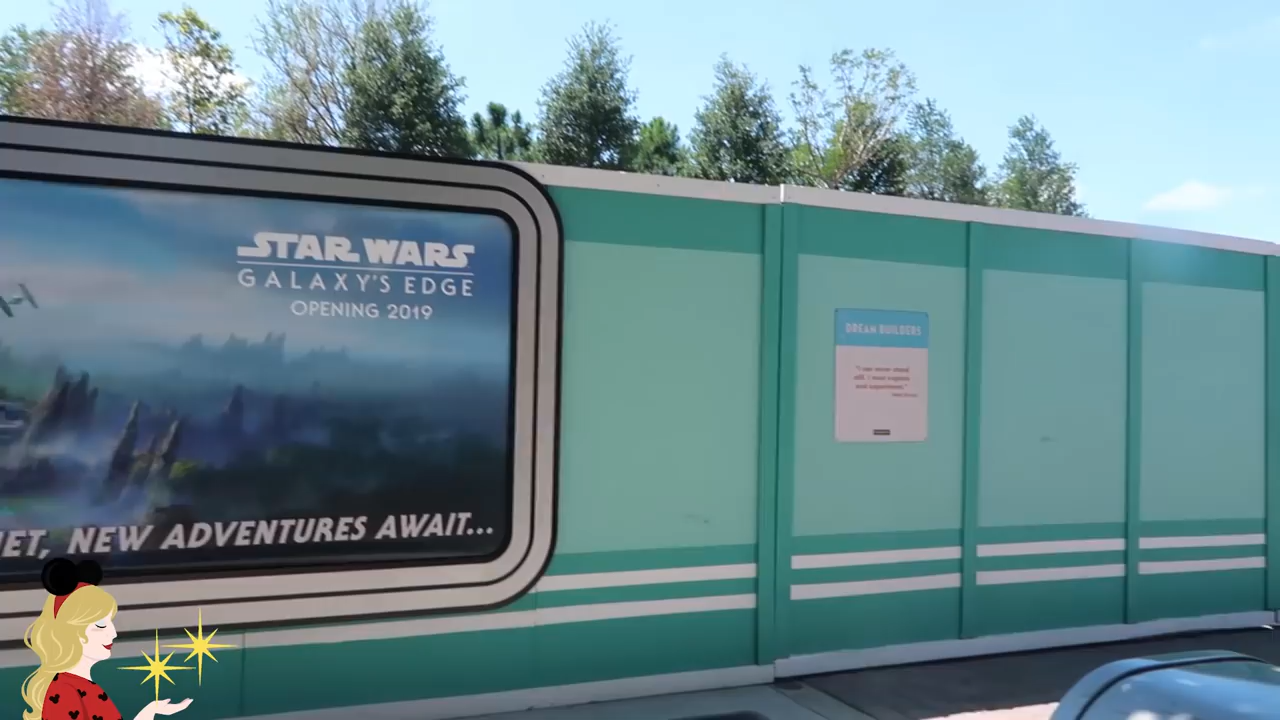 STAR WARS
GALAXY'S EDGE
OPENING 2019
NEW ADVENTURES AWAIT...
DREAM BUILDERS